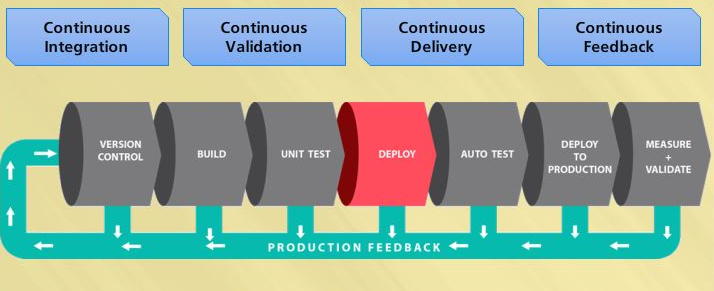 Continuous
Integration
Continuous
Validation
Continuous
Delivery
Continuous
Feedback
VERSION
CONTROL
BUILD
UNIT TEST
DEPLOY
AUTO TEST
DEPLOY
TO
PRODUCTION
MEASURE
+
VALIDATE
PRODUCTION FEEDBACK